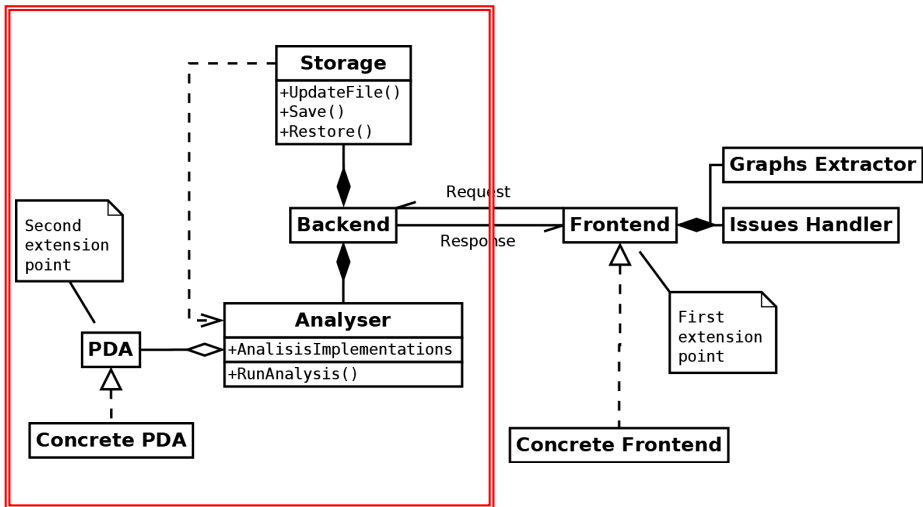 Storage
+UpdateFile()
+Save()
+Restore()
Graphs Extractor
Request
Second
extension
point
Backend
Frontend
Issues Handler
Response
Analyser
+AnalisisImplementations
+RunAnalysis()
First
extension
point
PDA
Concrete PDA
Concrete Frontend